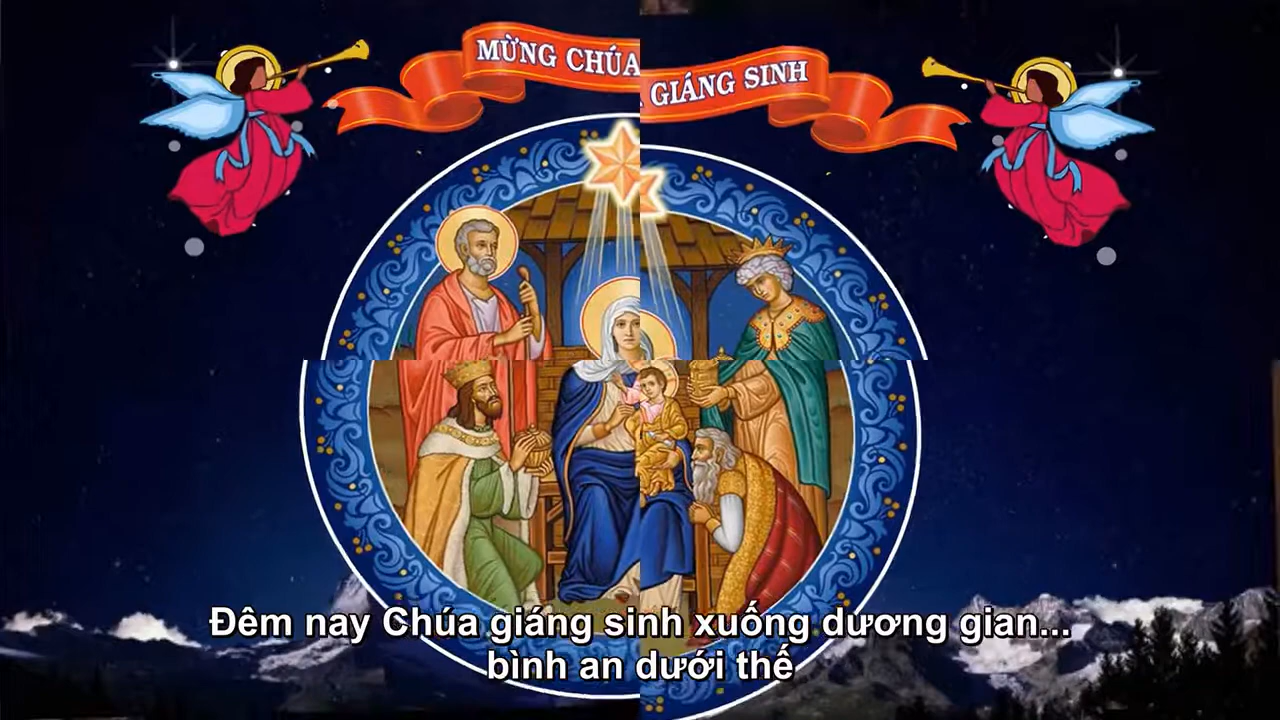 MỪNG CHÚA GIÁNG SINH
Đêm nay Chúa giáng sinh xuống dương gian...
bình an dưới thế